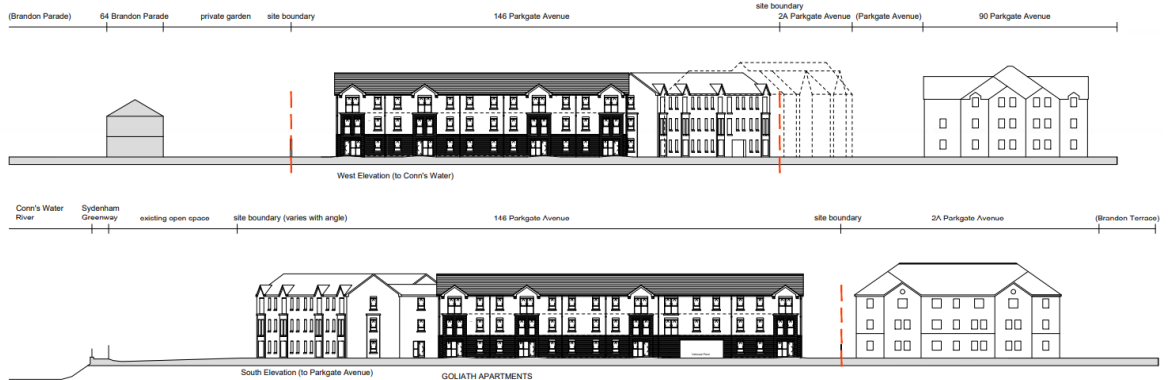 site boundary
(Brandon Parade) 64 Brandon Parade private garden site boundary 146 Parkgate Avenue 2A Parkgate Avenue (Parkgate Avenue) 90 Parkgate Avenue
West Elevation (to Conn's Water)
Conn's Water River
Sydenham Greenway
existing open space site boundary (varies with angle) 146 Parkgate Avenue site boundary 2A Parkgate Avenue (Brandon Terrace)
South Elevation (to Parkgate Avenue)
GOLIATH APARTMENTS